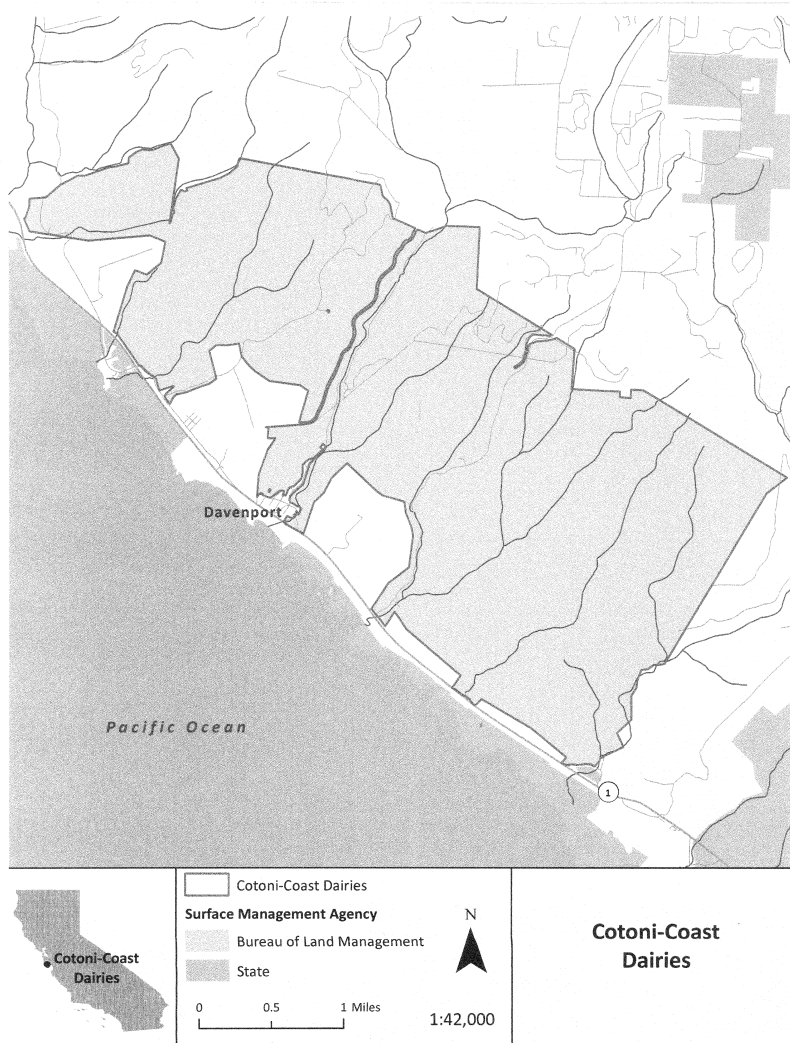 Davenport
Pacific Ocean
1
Cotoni-Coast Dairies
Surface Management Agency
Bureau of Land Management
State
0 0.5 1 Miles
N
1:42,000
Cotoni-Coast
Dairies
Cotoni-Coast
Dairies